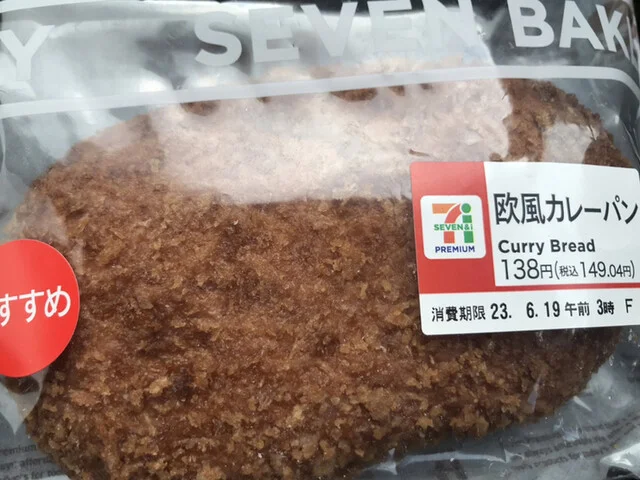 Y SEVEN BAK
欧風カレーパン
SEVEN&i
PREMIUM
Curry Bread
138円(税込149.04円)
消費期限 23. 6.19午前 3時 F
すすめ